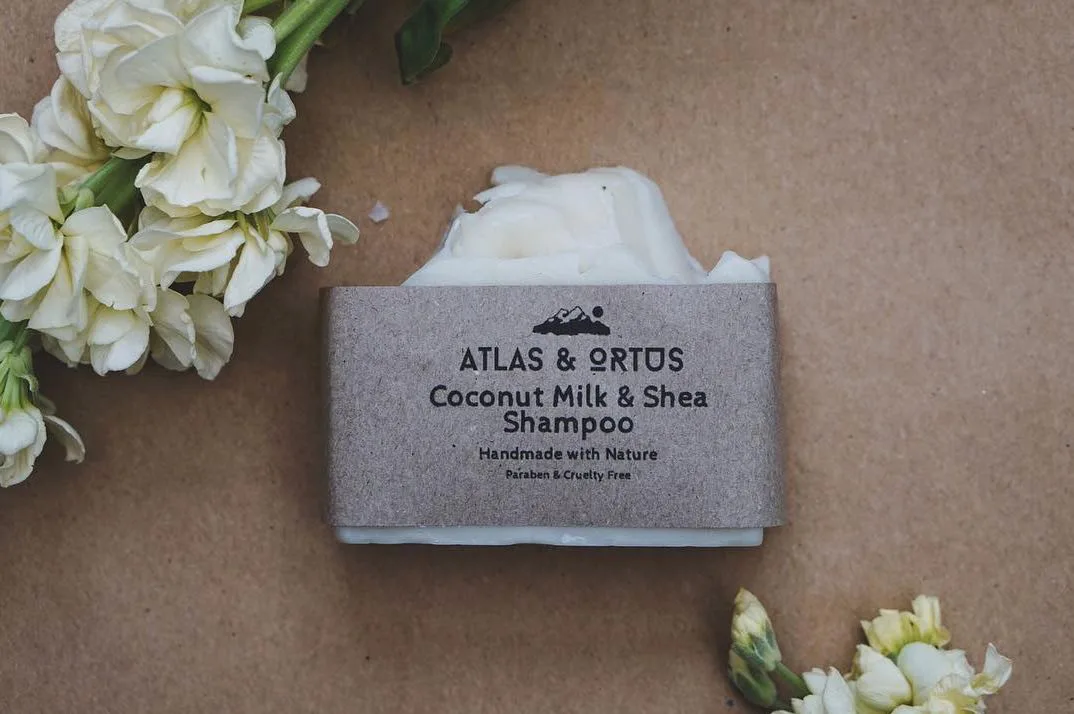 ATLAS & ORTUS
Coconut Milk & Shea
Shampoo
Handmade with Nature
Paraben & Cruelty Free